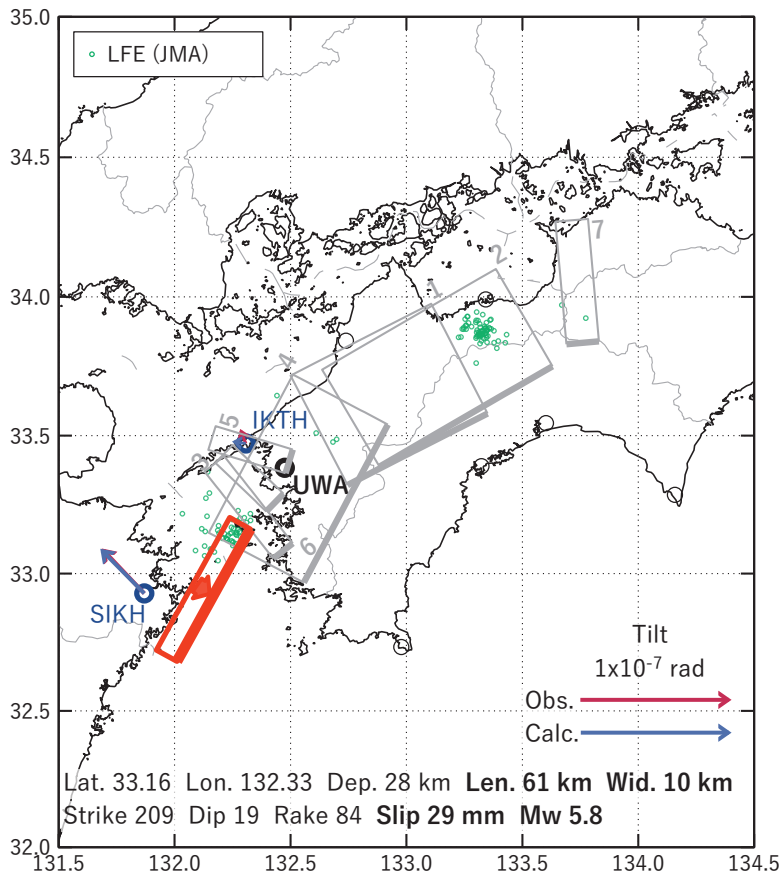 35.0
LFE (JMA)
34.5
7
2
34.0
1
4
5
IKTH
33.5
3
UWA
6
33.0
SIKH
Tilt
1x10⁻⁷ rad
Obs.
Calc.
32.5
Lat. 33.16 Lon. 132.33 Dep. 28 km Len. 61 km Wid. 10 km
Strike 209 Dip 19 Rake 84 Slip 29 mm Mw 5.8
32.0
131.5 132.0 132.5 133.0 133.5 134.0 134.5